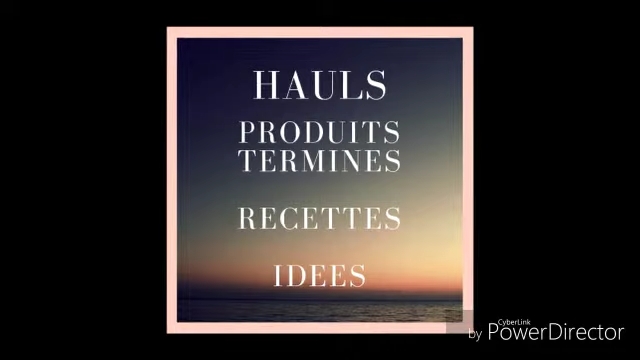 HAULS
PRODUITS
TERMINES
RECETTES
IDEES
CyberLink
by PowerDirector